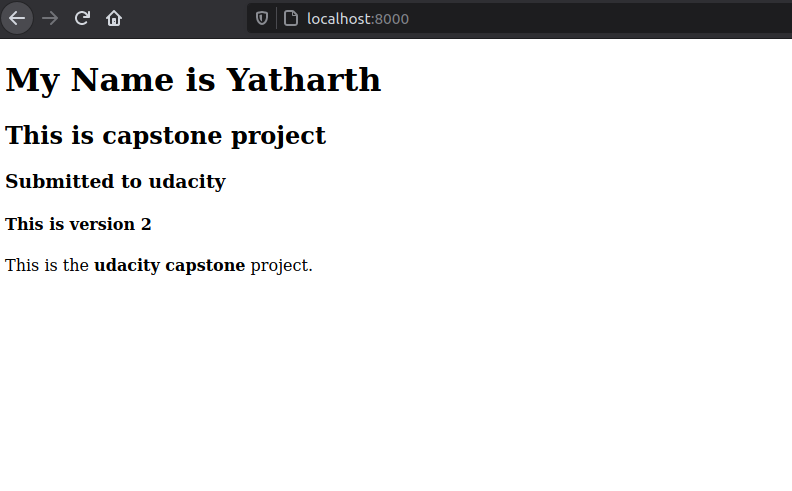 localhost:8000
My Name is Yatharth
This is capstone project
Submitted to udacity
This is version 2
This is the udacity capstone project.